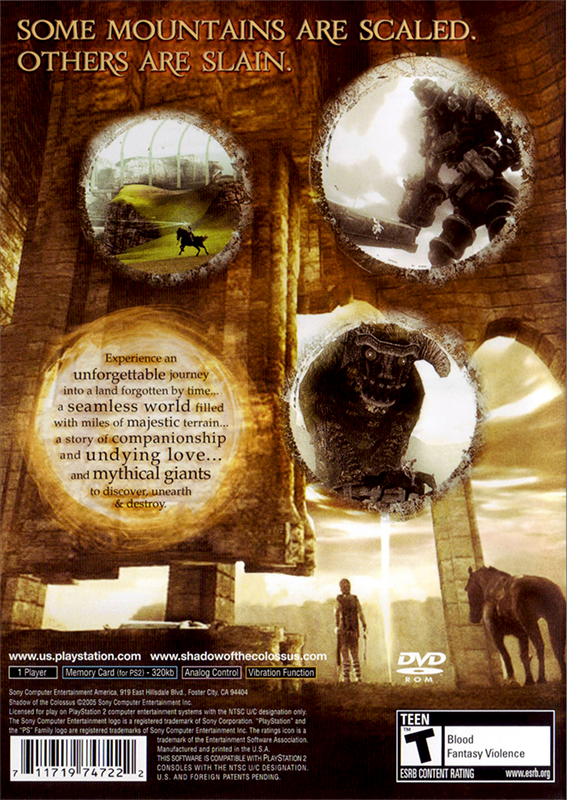 SOME MOUNTAINS ARE SCALED.
OTHERS ARE SLAIN.
Experience an
unforgettable journey
into a land forgotten by time...
a seamless world filled
with miles of majestic terrain...
a story of companionship
and undying love...
and mythical giants
to discover, unearth
& destroy.
www.us.playstation.com www.shadowofthecolossus.com
1 Player Memory Card (for PS2) - 320kb Analog Control Vibration Function
DVD
ROM
Sony Computer Entertainment America, 919 East Hillsdale Blvd., Foster City, CA 94404
Shadow of the Colossus ©2005 Sony Computer Entertainment Inc.
Licensed for play on PlayStation 2 computer entertainment systems with the NTSC U/C designation only.
The Sony Computer Entertainment logo is a registered trademark of Sony Corporation. "PlayStation" and
the "PS" Family logo are registered trademarks of Sony Computer Entertainment Inc. The ratings icon is a
trademark of the Entertainment Software Association.
Manufactured and printed in the U.S.A.
THIS SOFTWARE IS COMPATIBLE WITH PLAYSTATION 2
CONSOLES WITH THE NTSC U/C DESIGNATION.
U.S. AND FOREIGN PATENTS PENDING.
7 11719 74722 2
TEEN
T
TM
Blood
Fantasy Violence
ESRB CONTENT RATING www.esrb.org